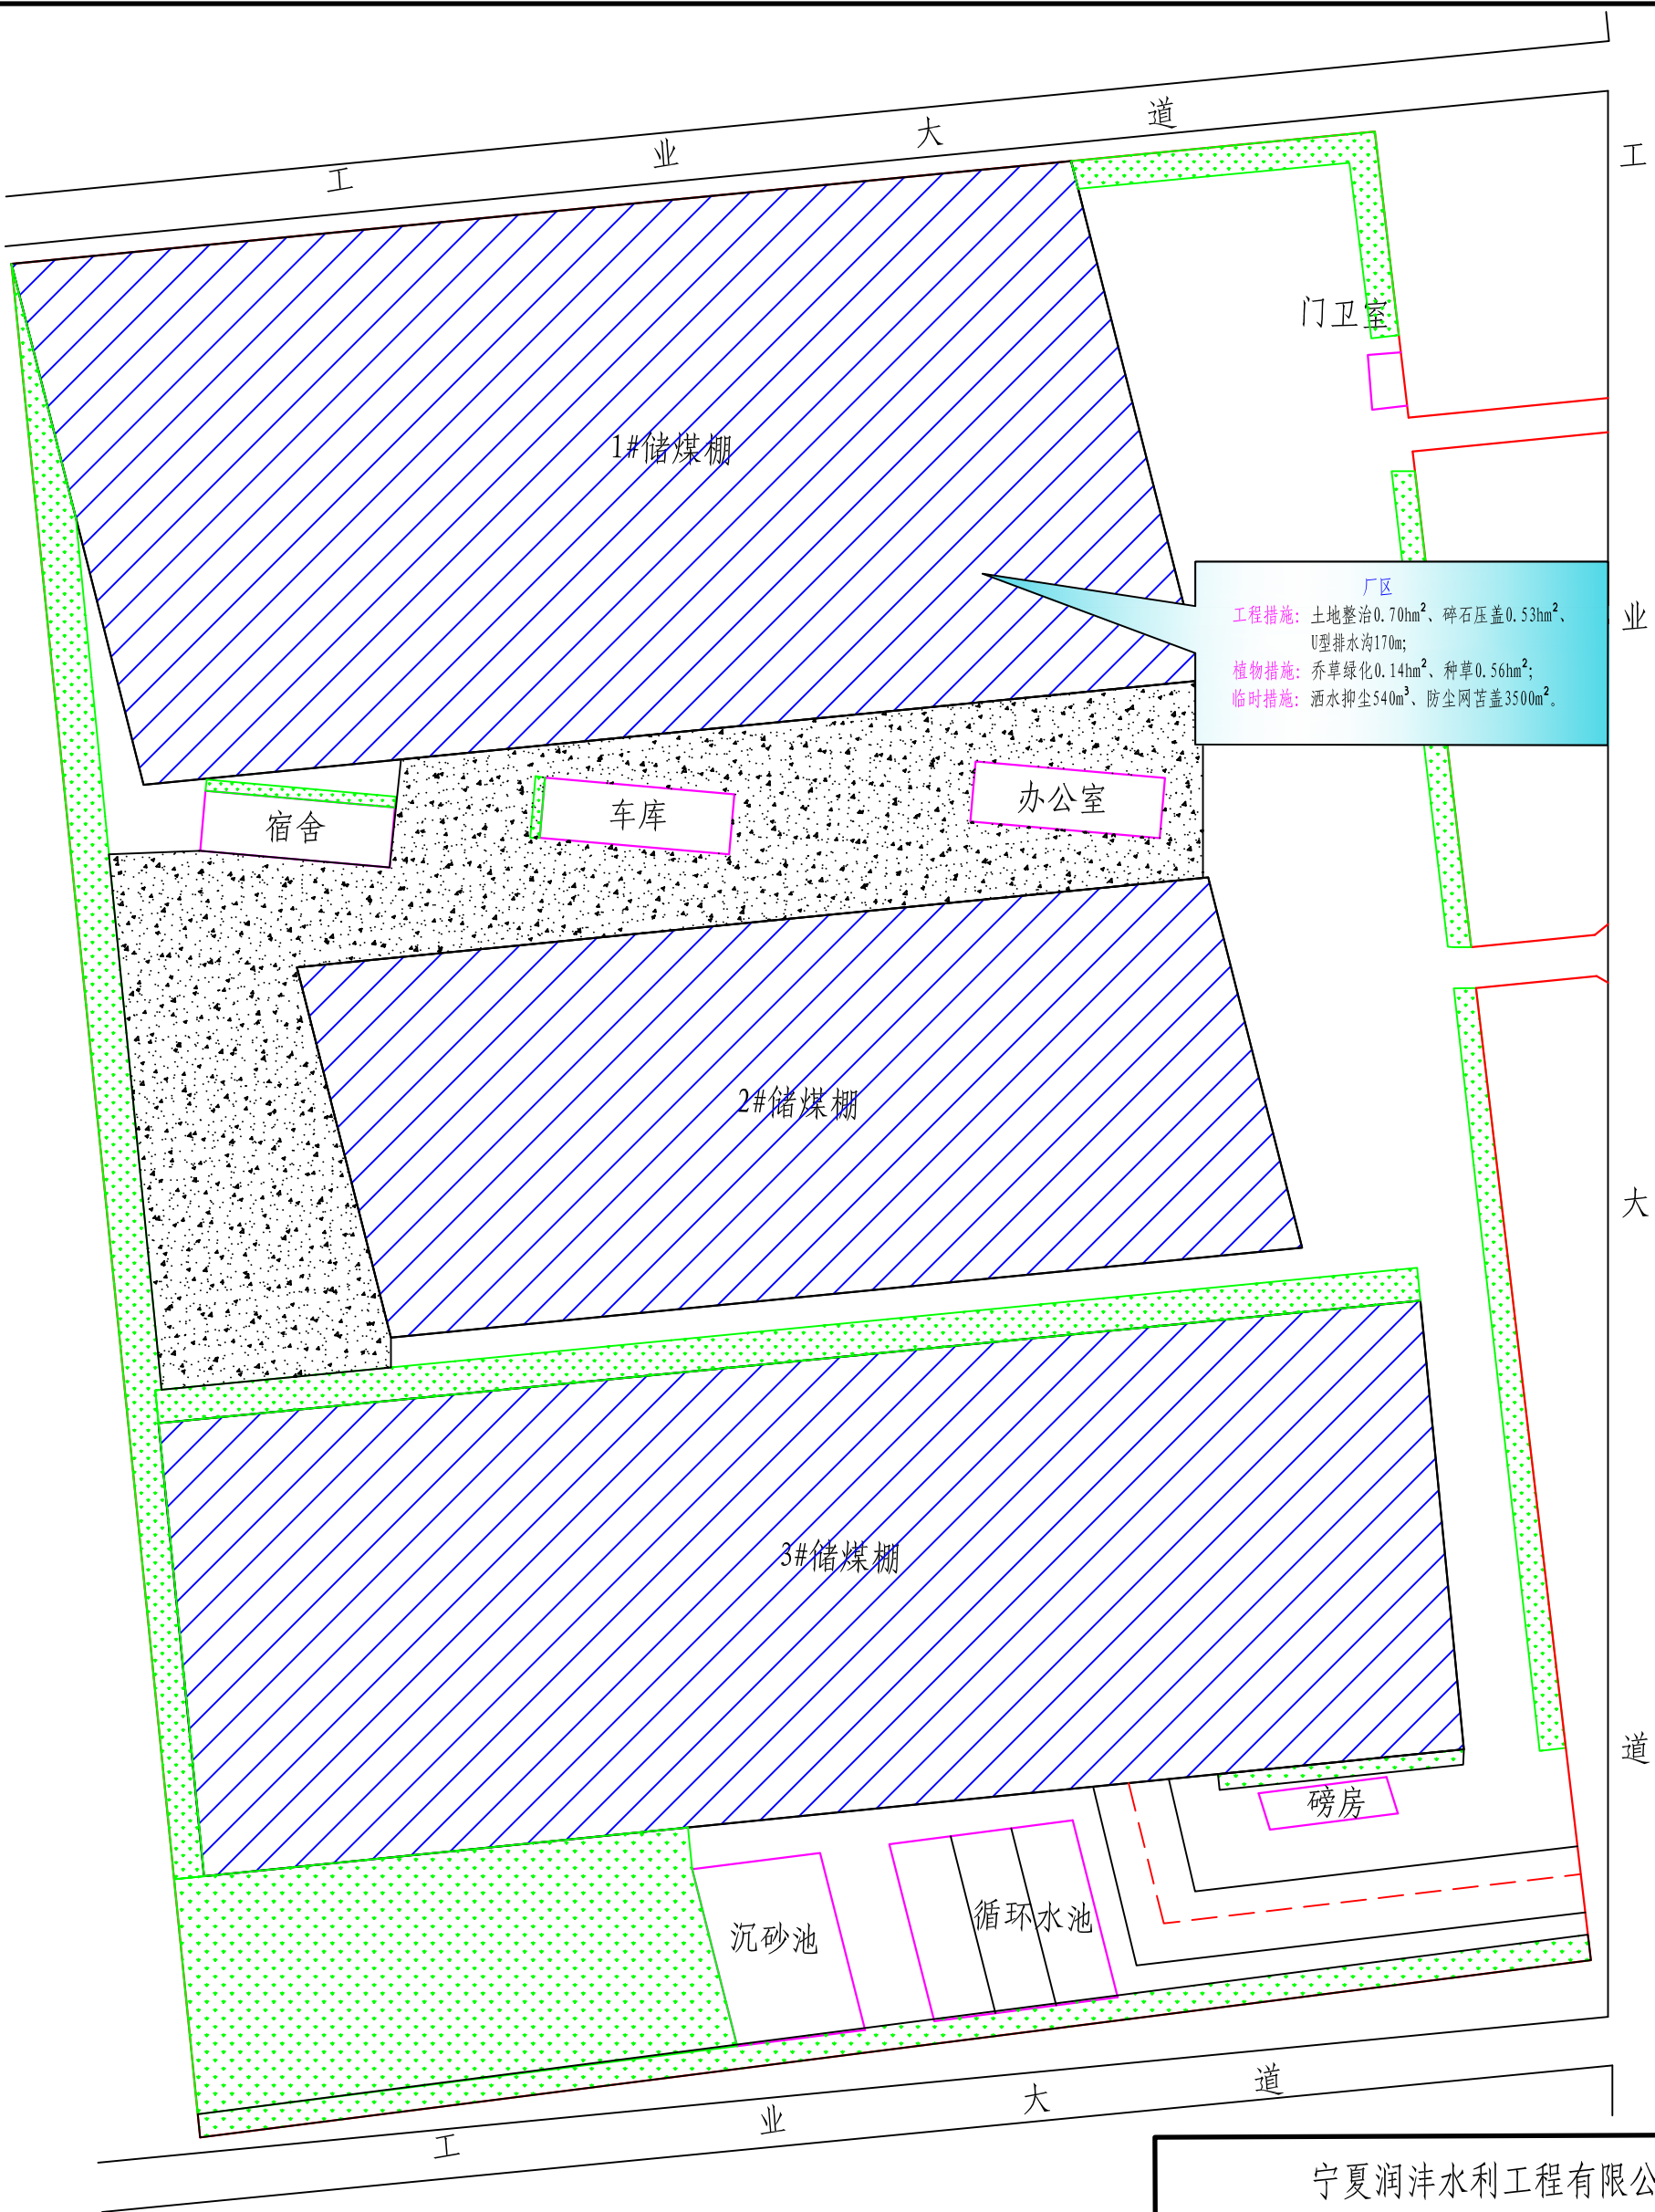 工业大道
工业大道
门卫室
1#储煤棚
厂区
工程措施：土地整治0.70hm²、碎石压盖0.53hm²、
U型排水沟170m;
植物措施：乔草绿化0.14hm²、种草0.56hm²;
临时措施：洒水抑尘540m³、防尘网苫盖3500m²。
宿舍
车库
办公室
2#储煤棚
3#储煤棚
磅房
沉砂池
循环水池
工业大道
宁夏润沣水利工程有限公